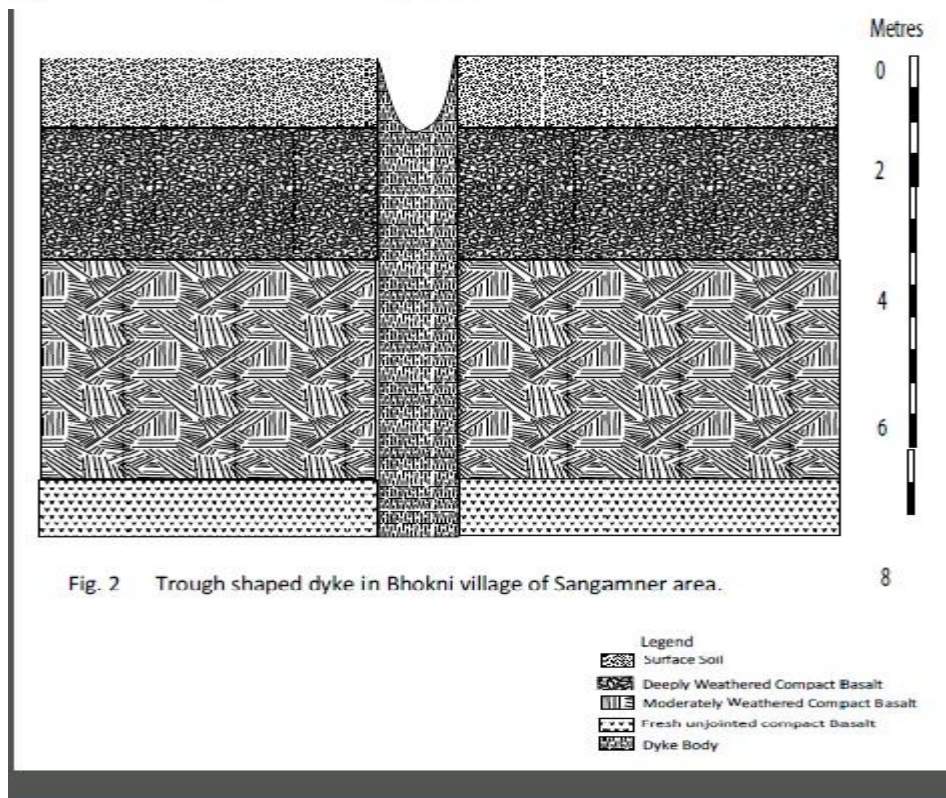 Metres
0
2
4
6
8
Fig. 2 Trough shaped dyke in Bhokni village of Sangamner area.
Legend
Surface Soil
Deeply Weathered Compact Basalt
Moderately Weathered Compact Basalt
Fresh unjointed compact Basalt
Dyke Body